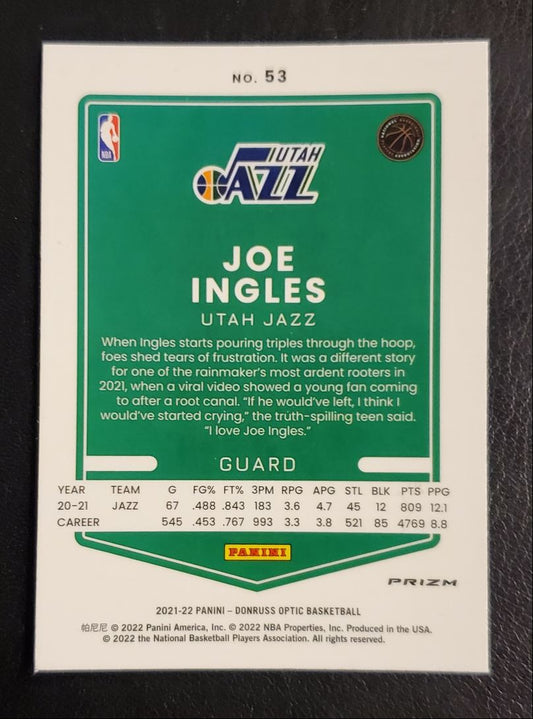 NO. 53
NBA
UTAH
JAZZ
NATIONAL BASKETBALL PLAYERS ASSOCIATION
JOE
INGLES
UTAH JAZZ
When Ingles starts pouring triples through the hoop,
foes shed tears of frustration. It was a different story
for one of the rainmaker's most ardent rooters in
2021, when a viral video showed a young fan coming
to after a root canal. "If he would've left, I think I
would've started crying," the truth-spilling teen said.
"I love Joe Ingles."
GUARD
YEAR TEAM G FG% FT% 3PM RPG APG STL BLK PTS PPG
20-21 JAZZ 67 .488 .843 183 3.6 4.7 45 12 809 12.1
CAREER 545 .453 .767 993 3.3 3.8 521 85 4769 8.8
PANINI
PRIZM
2021-22 PANINI – DONRUSS OPTIC BASKETBALL
帕尼尼 © 2022 Panini America, Inc. © 2022 NBA Properties, Inc. Produced in the USA.
© 2022 the National Basketball Players Association. All rights reserved.